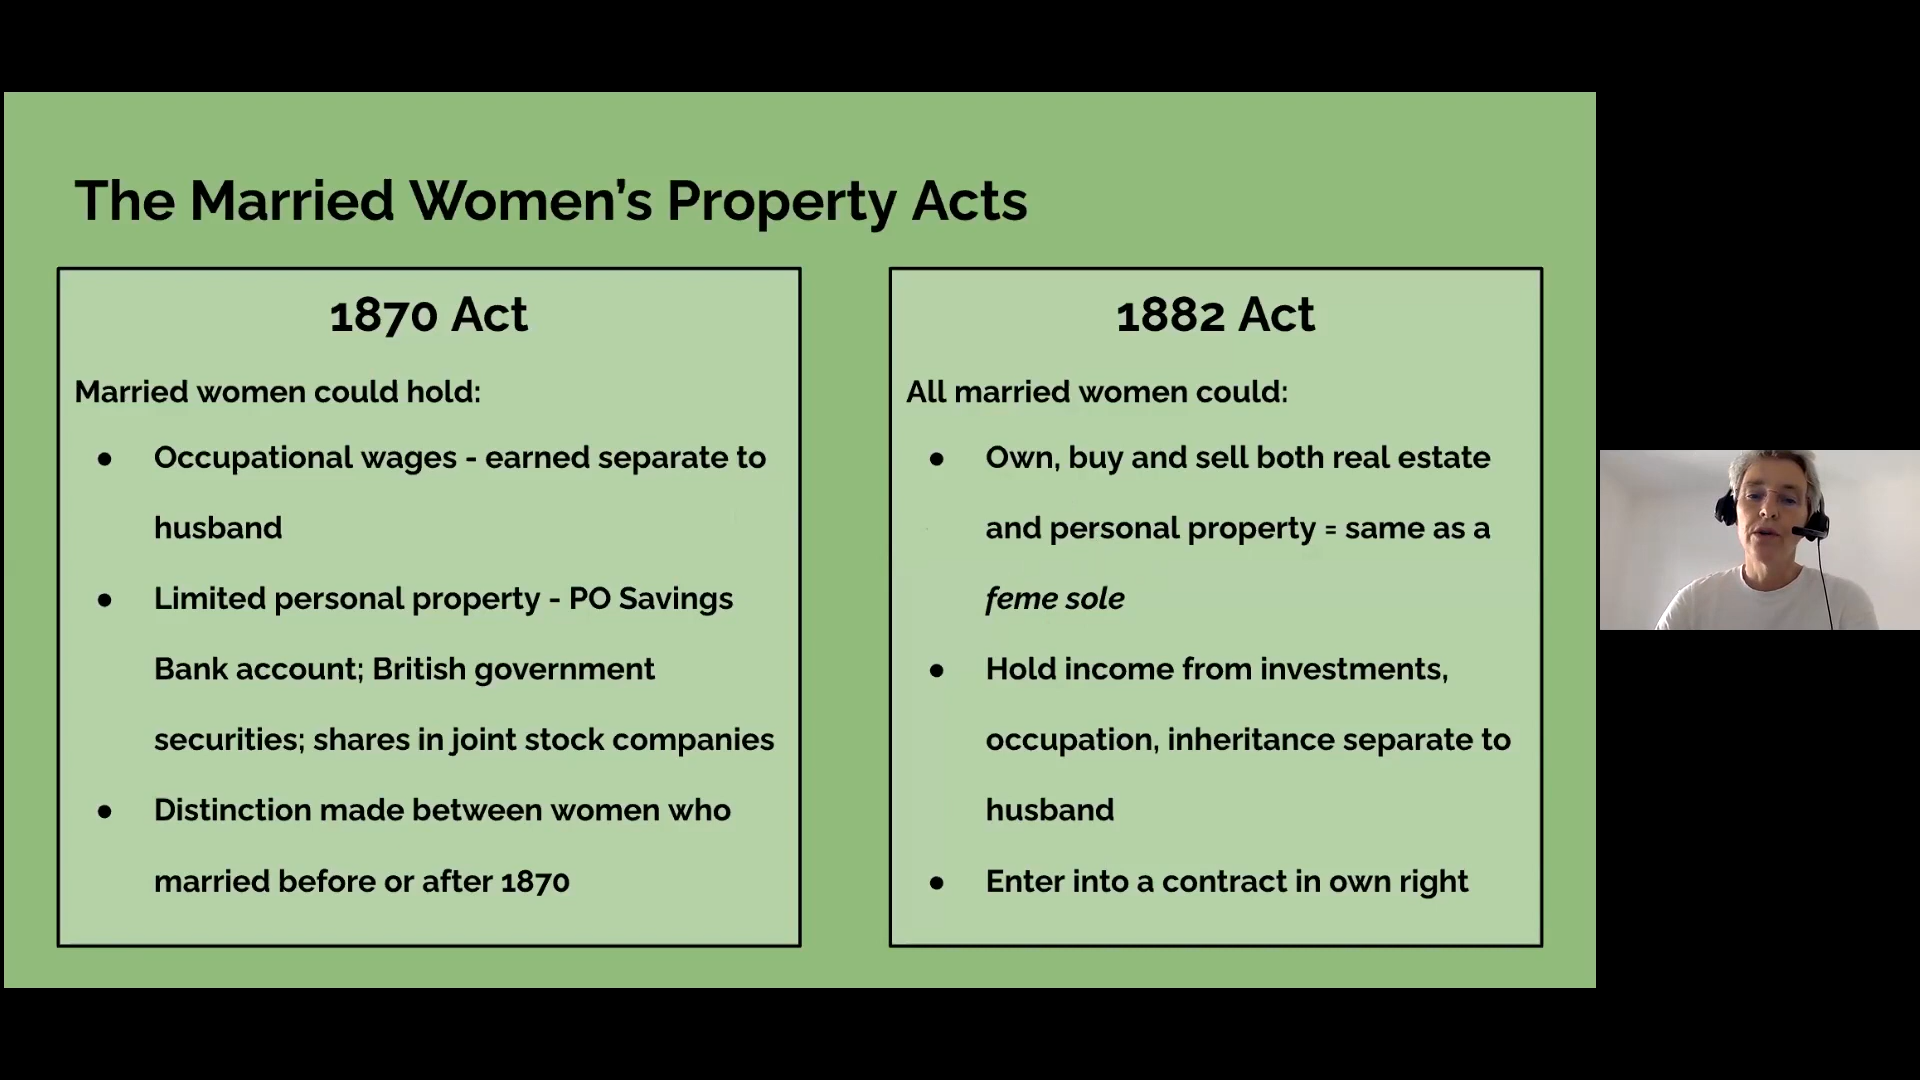 The Married Women’s Property Acts
1870 Act
Married women could hold:
● Occupational wages - earned separate to
husband
● Limited personal property - PO Savings
Bank account; British government
securities; shares in joint stock companies
● Distinction made between women who
married before or after 1870
1882 Act
All married women could:
● Own, buy and sell both real estate
and personal property = same as a
feme sole
● Hold income from investments,
occupation, inheritance separate to
husband
● Enter into a contract in own right